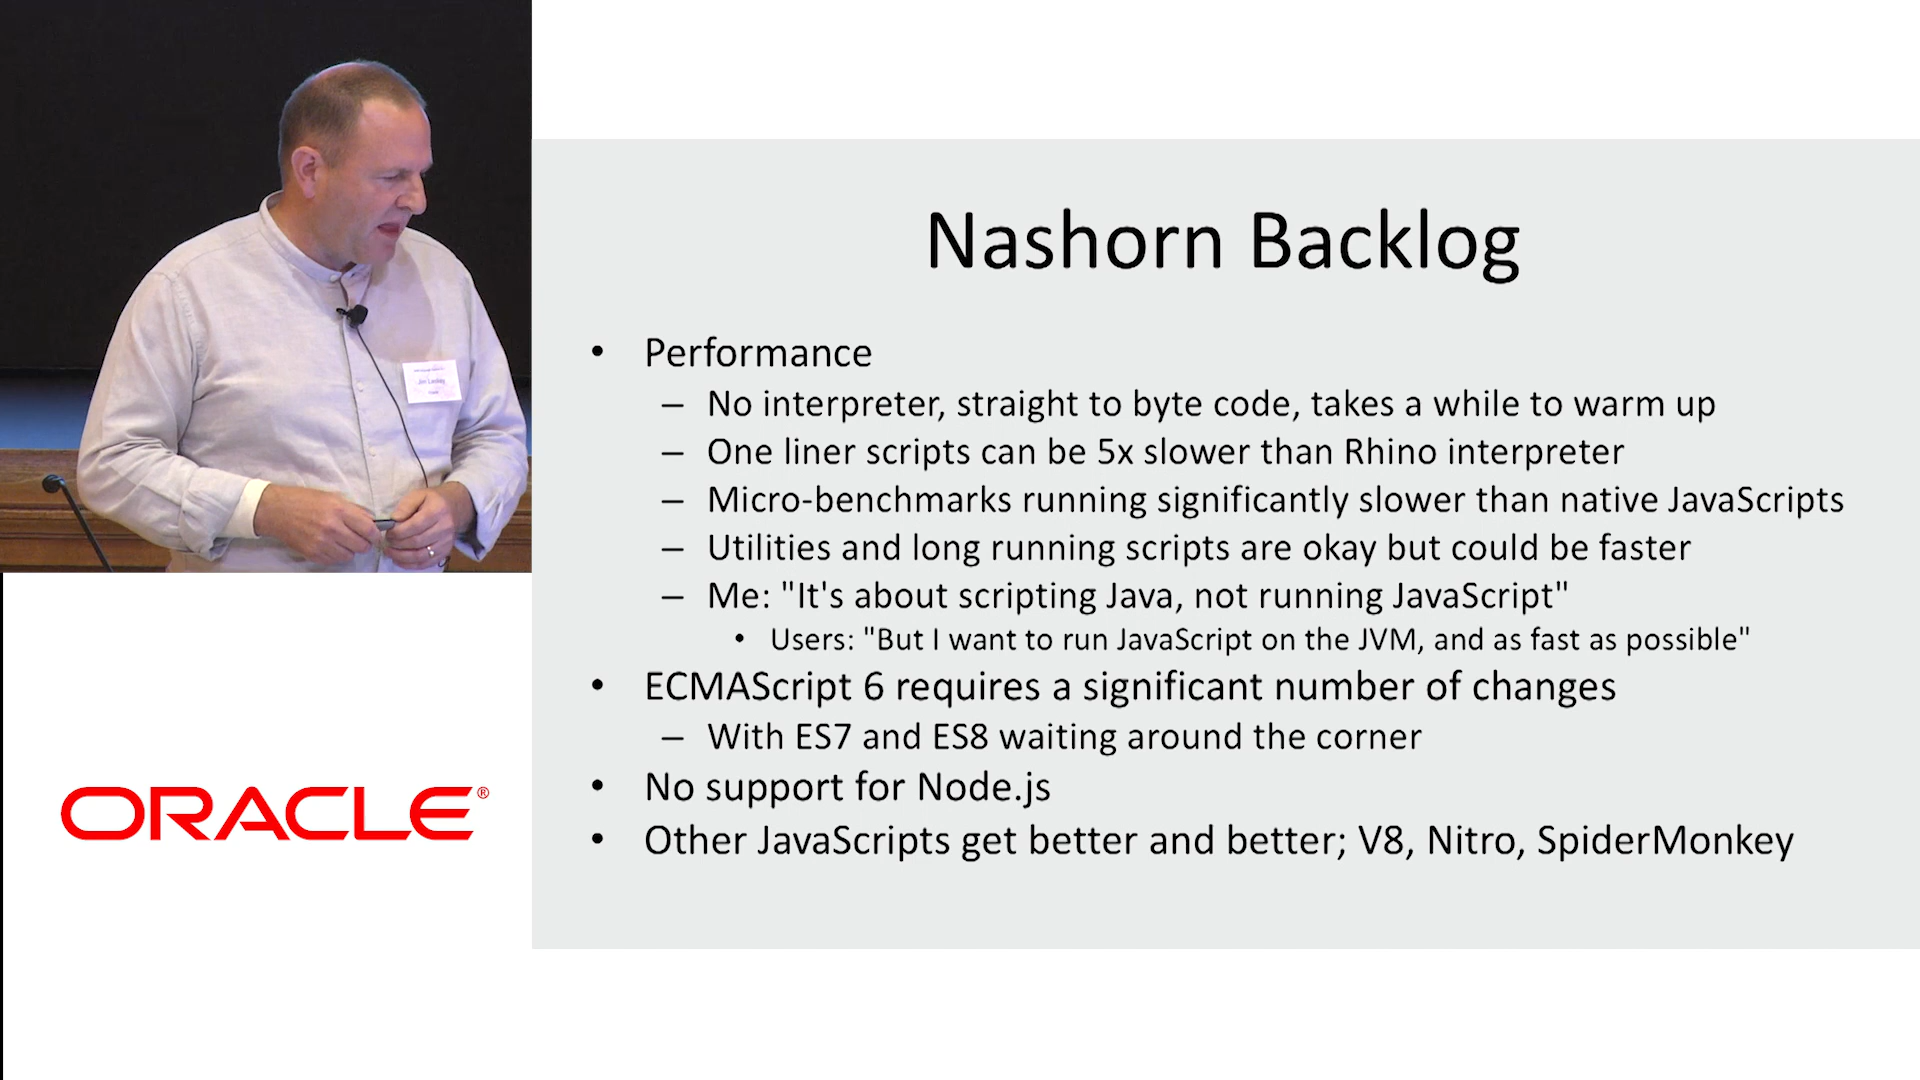 Jim Laskey
ORACLE®
Nashorn Backlog
• Performance
– No interpreter, straight to byte code, takes a while to warm up
– One liner scripts can be 5x slower than Rhino interpreter
– Micro-benchmarks running significantly slower than native JavaScripts
– Utilities and long running scripts are okay but could be faster
– Me: "It's about scripting Java, not running JavaScript"
• Users: "But I want to run JavaScript on the JVM, and as fast as possible"
• ECMAScript 6 requires a significant number of changes
– With ES7 and ES8 waiting around the corner
• No support for Node.js
• Other JavaScripts get better and better; V8, Nitro, SpiderMonkey